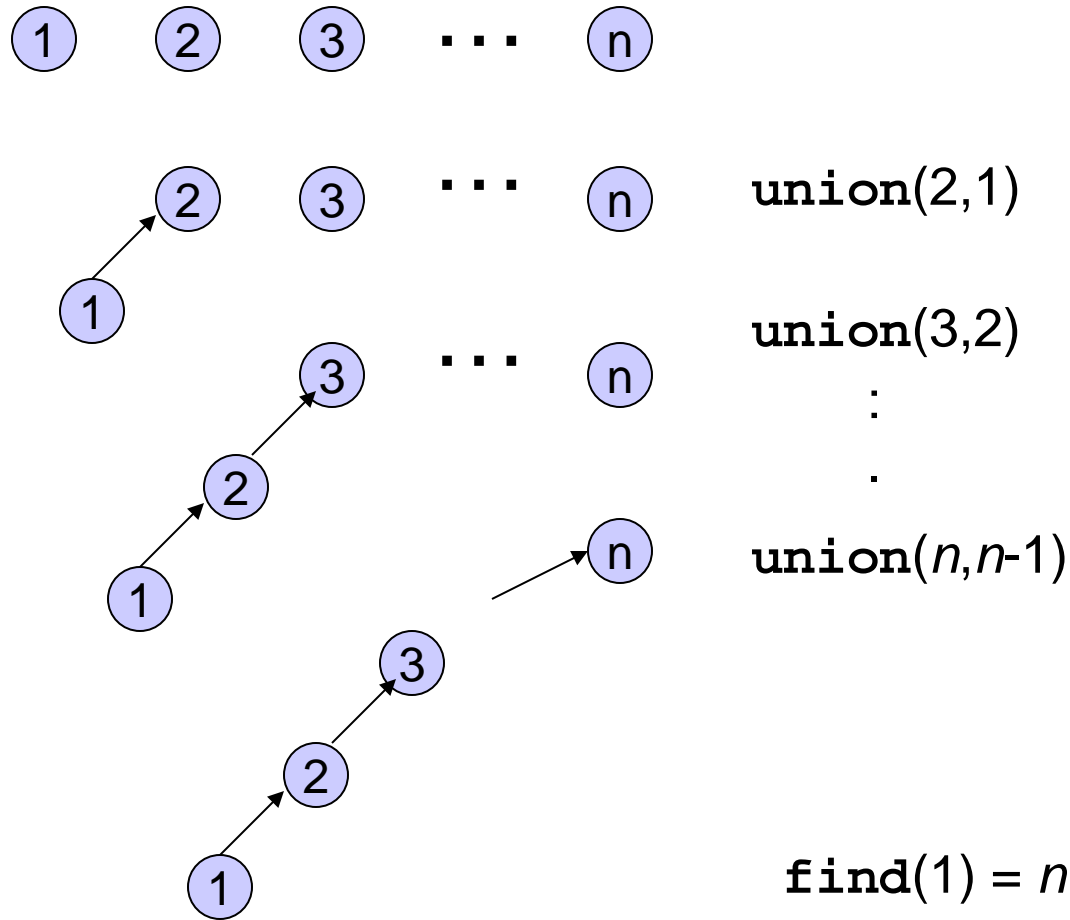 1 2 3 ... n
2 3 ... n union(2,1)
1
union(3,2)
3 ... n
:
2
.
n union(n,n-1)
1
3
2
1 find(1) = n